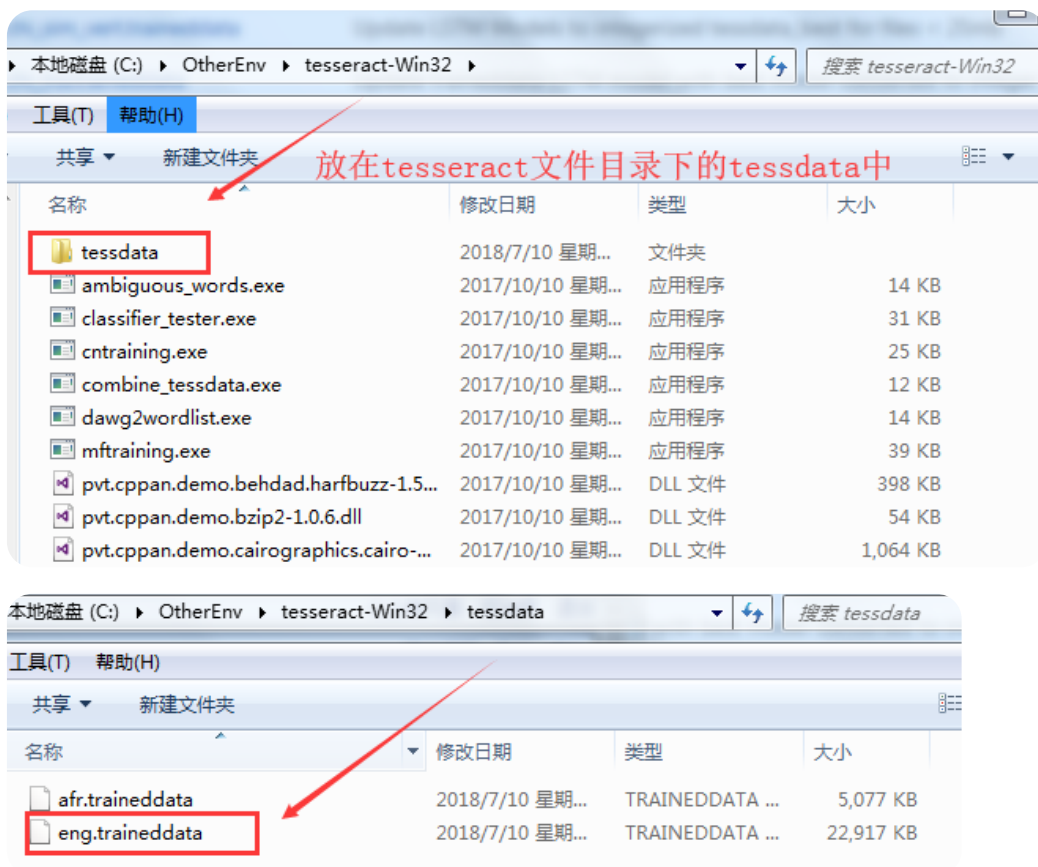 本地磁盘 (C:) ▸ OtherEnv ▸ tesseract-Win32 ▸ 搜索 tesseract-Win32
工具(T) 帮助(H)
共享 新建文件夹
放在tesseract文件目录下的tessdata中
名称 修改日期 类型 大小
tessdata 2018/7/10 星期... 文件夹
ambiguous_words.exe 2017/10/10 星期... 应用程序 14 KB
classifier_tester.exe 2017/10/10 星期... 应用程序 31 KB
cntraining.exe 2017/10/10 星期... 应用程序 25 KB
combine_tessdata.exe 2017/10/10 星期... 应用程序 12 KB
dawg2wordlist.exe 2017/10/10 星期... 应用程序 14 KB
mftraining.exe 2017/10/10 星期... 应用程序 39 KB
pvt.cppan.demo.behdad.harfbuzz-1.5... 2017/10/10 星期... DLL 文件 398 KB
pvt.cppan.demo.bzip2-1.0.6.dll 2017/10/10 星期... DLL 文件 54 KB
pvt.cppan.demo.cairographics.cairo-... 2017/10/10 星期... DLL 文件 1,064 KB
本地磁盘 (C:) ▸ OtherEnv ▸ tesseract-Win32 ▸ tessdata 搜索 tessdata
工具(T) 帮助(H)
共享 新建文件夹
名称 修改日期 类型 大小
afr.traineddata 2018/7/10 星期... TRAINEDDATA ... 5,077 KB
eng.traineddata 2018/7/10 星期... TRAINEDDATA ... 22,917 KB